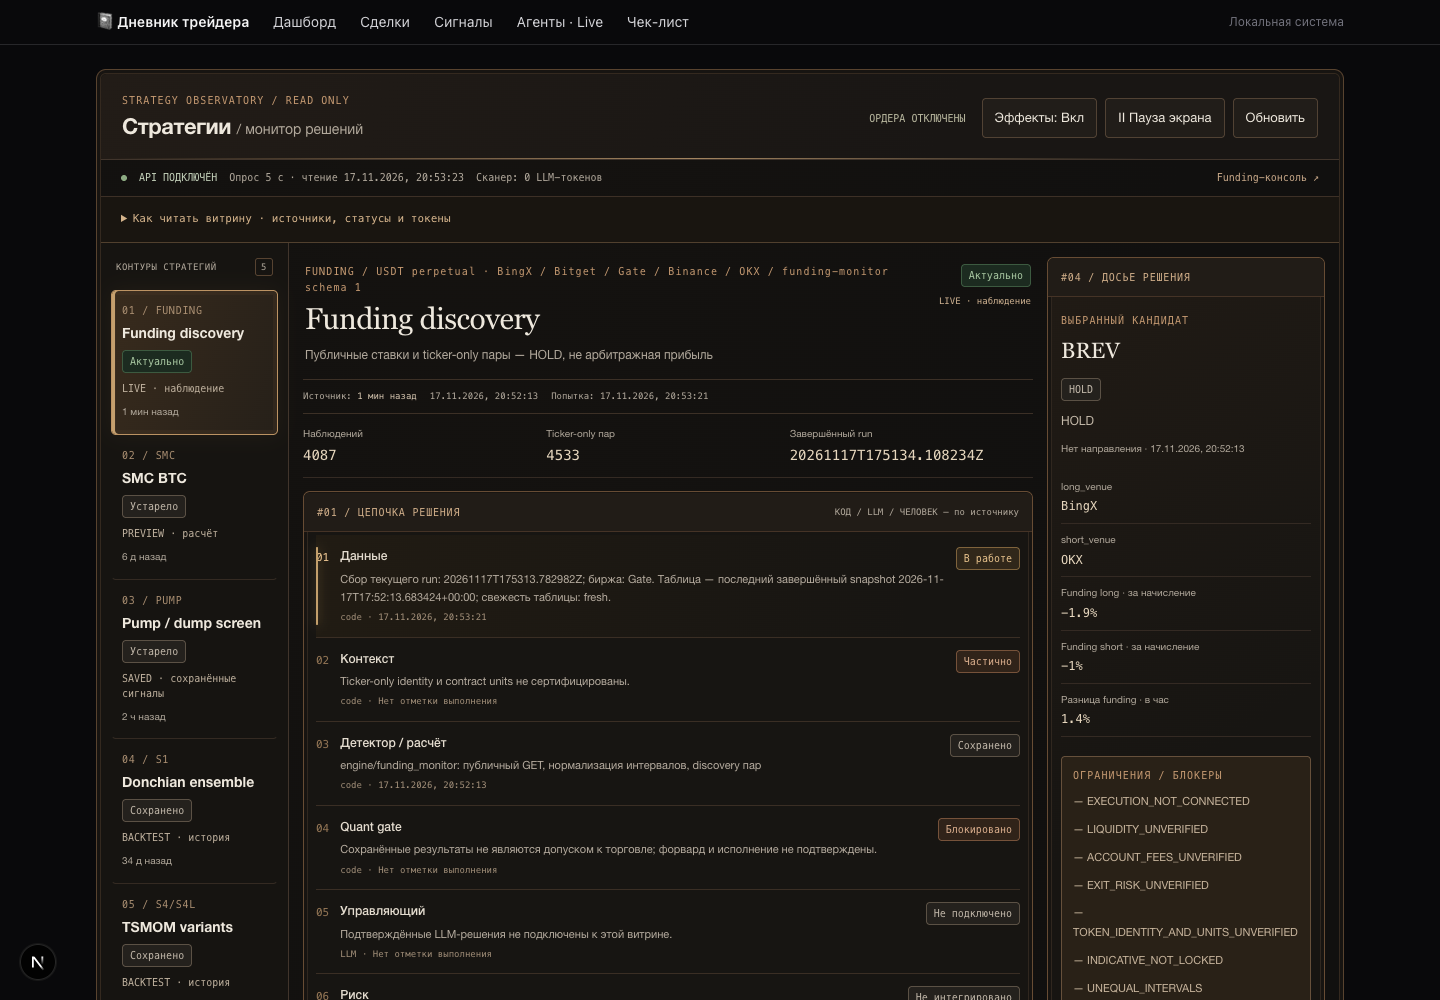 Дневник трейдера
Дашборд
Сделки
Сигналы
Агенты · Live
Чек-лист
Локальная система
STRATEGY OBSERVATORY / READ ONLY
Стратегии / монитор решений
ОРДЕРА ОТКЛЮЧЕНЫ
Эффекты: Вкл
II Пауза экрана
Обновить
API ПОДКЛЮЧЁН Опрос 5 с · чтение 17.11.2026, 20:53:23 Сканер: 0 LLM-токенов
Funding-консоль ↗
▶ Как читать витрину · источники, статусы и токены
КОНТУРЫ СТРАТЕГИЙ
5
01 / FUNDING
Funding discovery
Актуально
LIVE · наблюдение
1 мин назад
02 / SMC
SMC BTC
Устарело
PREVIEW · расчёт
6 д назад
03 / PUMP
Pump / dump screen
Устарело
SAVED · сохранённые
сигналы
2 ч назад
04 / S1
Donchian ensemble
Сохранено
BACKTEST · история
34 д назад
05 / S4/S4L
TSMOM variants
Сохранено
BACKTEST · история
FUNDING / USDT perpetual · BingX / Bitget / Gate / Binance / OKX / funding-monitor
schema 1
Актуально
LIVE · наблюдение
Funding discovery
Публичные ставки и ticker-only пары — HOLD, не арбитражная прибыль
Источник: 1 мин назад 17.11.2026, 20:52:13 Попытка: 17.11.2026, 20:53:21
Наблюдений
4087
Ticker-only пар
4533
Завершённый run
20261117T175134.108234Z
#01 / ЦЕПОЧКА РЕШЕНИЯ
КОД / LLM / ЧЕЛОВЕК — по источнику
01
Данные
В работе
Сбор текущего run: 20261117T175313.782982Z; биржа: Gate. Таблица — последний завершённый snapshot 2026-11-
17T17:52:13.683424+00:00; свежесть таблицы: fresh.
code · 17.11.2026, 20:53:21
02
Контекст
Частично
Ticker-only identity и contract units не сертифицированы.
code · Нет отметки выполнения
03
Детектор / расчёт
Сохранено
engine/funding_monitor: публичный GET, нормализация интервалов, discovery пар
code · 17.11.2026, 20:52:13
04
Quant gate
Блокировано
Сохранённые результаты не являются допуском к торговле; форвард и исполнение не подтверждены.
code · Нет отметки выполнения
05
Управляющий
Не подключено
Подтверждённые LLM-решения не подключены к этой витрине.
LLM · Нет отметки выполнения
06
Риск
Не интегрировано
#04 / ДОСЬЕ РЕШЕНИЯ
ВЫБРАННЫЙ КАНДИДАТ
BREV
HOLD
HOLD
Нет направления · 17.11.2026, 20:52:13
long_venue
BingX
short_venue
OKX
Funding long · за начисление
−1.9%
Funding short · за начисление
−1%
Разница funding · в час
1.4%
ОГРАНИЧЕНИЯ / БЛОКЕРЫ
— EXECUTION_NOT_CONNECTED
— LIQUIDITY_UNVERIFIED
— ACCOUNT_FEES_UNVERIFIED
— EXIT_RISK_UNVERIFIED
—
TOKEN_IDENTITY_AND_UNITS_UNVERIFIED
— INDICATIVE_NOT_LOCKED
— UNEQUAL_INTERVALS